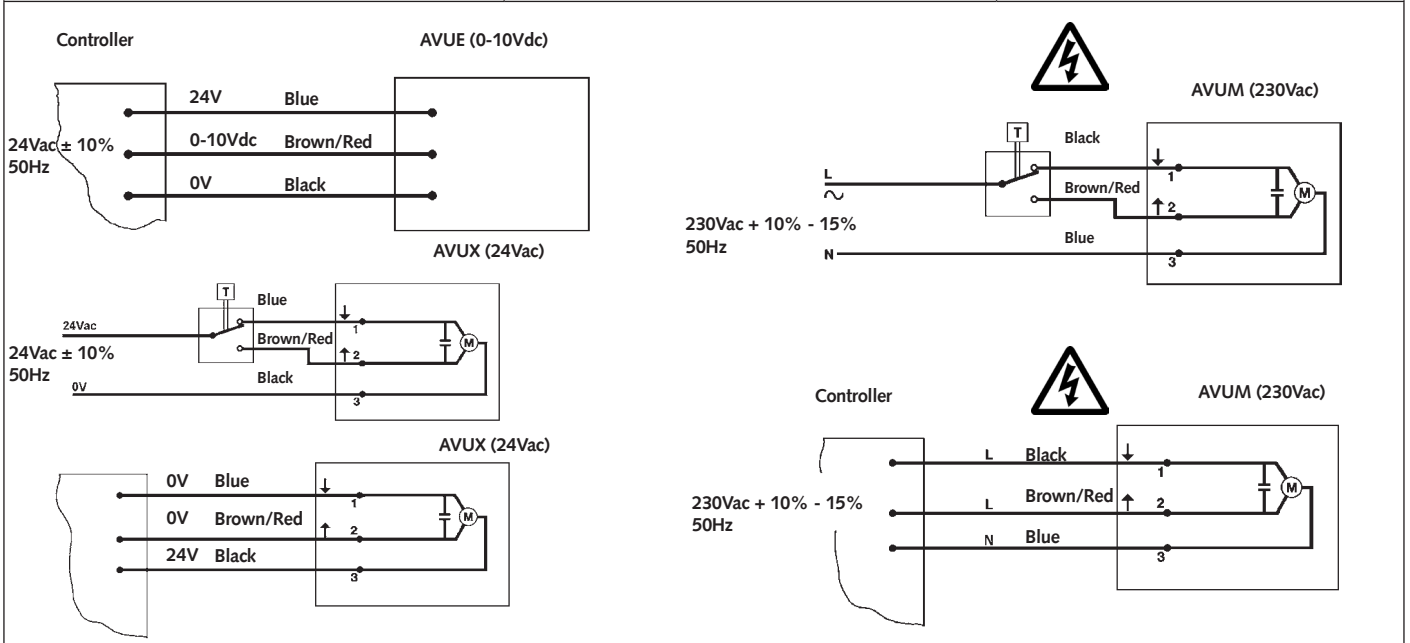 Controller
AVUE (0-10Vdc)
24V Blue
24Vac ± 10%
50Hz
0-10Vdc Brown/Red
0V Black
AVUX (24Vac)
T
Blue
24Vac
Brown/Red
24Vac ± 10%
50Hz
0V
Black
1
2
3
M
AVUX (24Vac)
0V Blue
0V Brown/Red
24V Black
1
2
3
M
AVUM (230Vac)
T
Black
L
Brown/Red
230Vac + 10% - 15%
50Hz
Blue
N
1
2
3
M
Controller
AVUM (230Vac)
L Black
L Brown/Red
230Vac + 10% - 15%
50Hz
N Blue
1
2
3
M